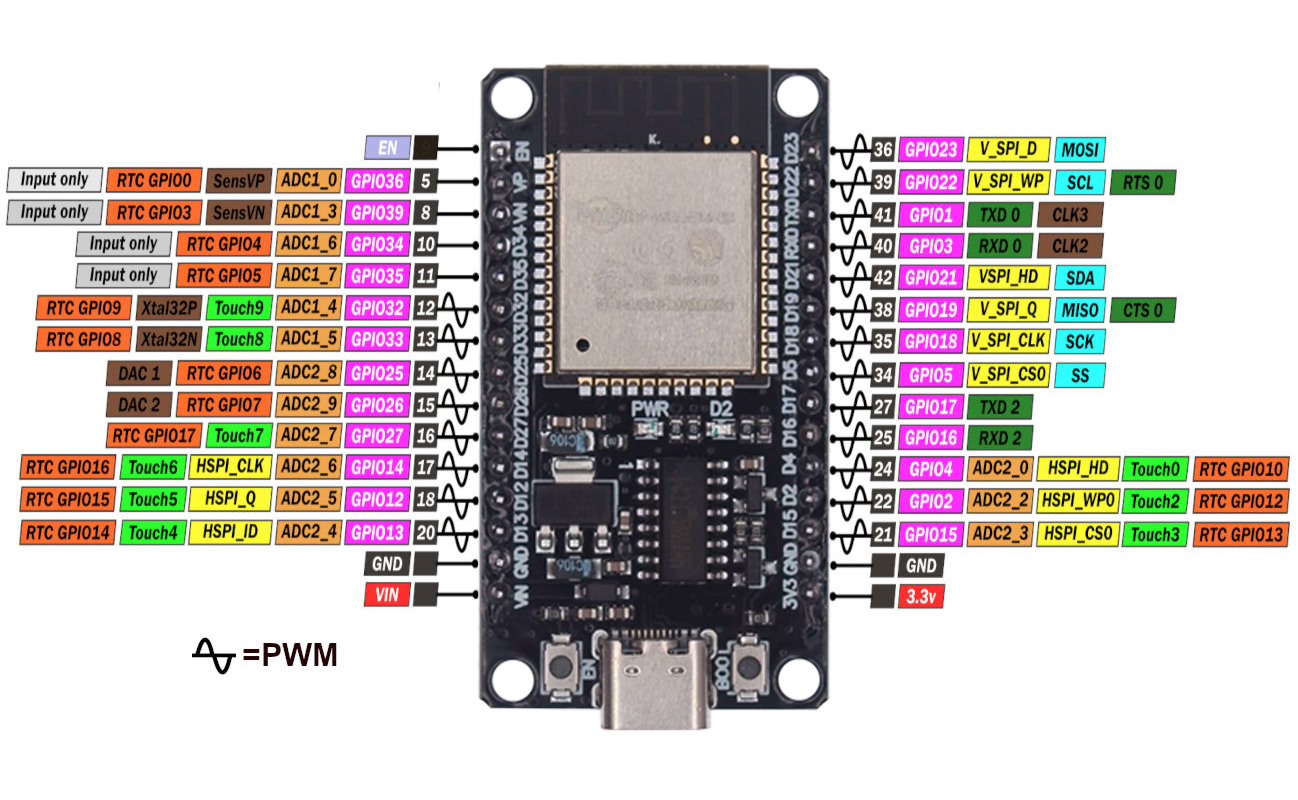 EN
Input only RTC GPIO0 SensVP ADC1_0 GPIO36 5
Input only RTC GPIO3 SensVN ADC1_3 GPIO39 8
Input only RTC GPIO4 ADC1_6 GPIO34 10
Input only RTC GPIO5 ADC1_7 GPIO35 11
RTC GPIO9 Xtal32P Touch9 ADC1_4 GPIO32 12
RTC GPIO8 Xtal32N Touch8 ADC1_5 GPIO33 13
DAC 1 RTC GPIO6 ADC2_8 GPIO25 14
DAC 2 RTC GPIO7 ADC2_9 GPIO26 15
RTC GPIO17 Touch7 ADC2_7 GPIO27 16
RTC GPIO16 Touch6 HSPI_CLK ADC2_6 GPIO14 17
RTC GPIO15 Touch5 HSPI_Q ADC2_5 GPIO12 18
RTC GPIO14 Touch4 HSPI_ID ADC2_4 GPIO13 20
GND
VIN
=PWM
EN
VP
VN
D34
D35
D32
D33
D25
D26
D27
D14
D12
D13
GND
VIN
K.
PWR
D2
1
EN
BOO
D23
D22
TX0
RX0
D21
D19
D18
D5
D17
D16
D4
D2
D15
GND
3V3
36 GPIO23 V_SPI_D MOSI
39 GPIO22 V_SPI_WP SCL RTS 0
41 GPIO1 TXD 0 CLK3
40 GPIO3 RXD 0 CLK2
42 GPIO21 VSPI_HD SDA
38 GPIO19 V_SPI_Q MISO CTS 0
35 GPIO18 V_SPI_CLK SCK
34 GPIO5 V_SPI_CS0 SS
27 GPIO17 TXD 2
25 GPIO16 RXD 2
24 GPIO4 ADC2_0 HSPI_HD Touch0 RTC GPIO10
22 GPIO2 ADC2_2 HSPI_WP0 Touch2 RTC GPIO12
21 GPIO15 ADC2_3 HSPI_CS0 Touch3 RTC GPIO13
GND
3.3v